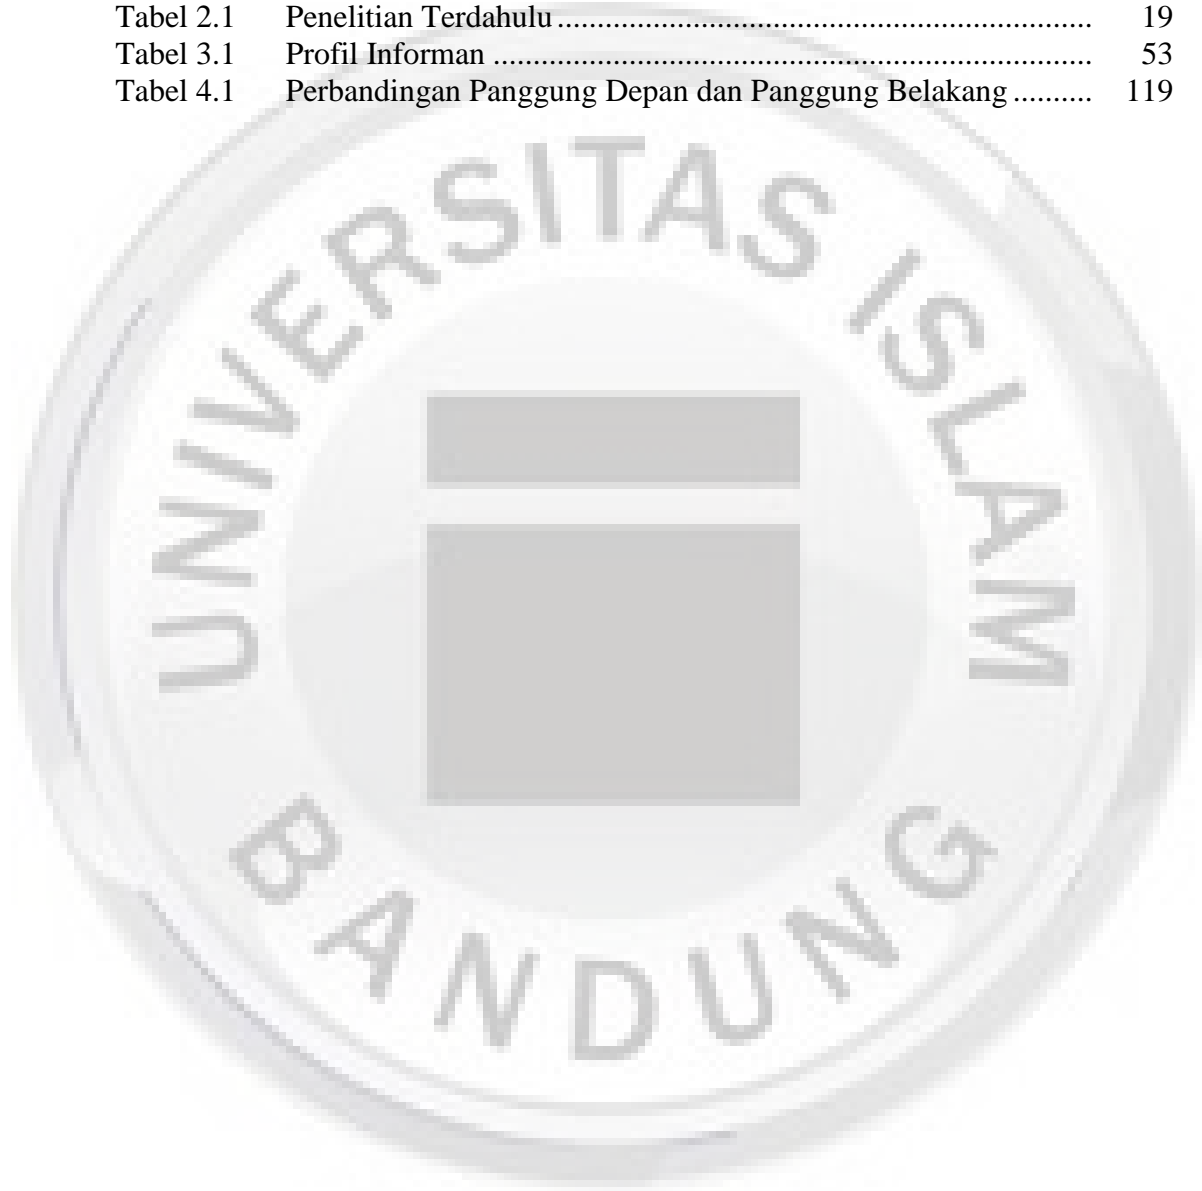 Tabel 2.1 Penelitian Terdahulu.................................................................. 19
Tabel 3.1 Profil Informan .......................................................................... 53
Tabel 4.1 Perbandingan Panggung Depan dan Panggung Belakang .......... 119
UNIVERSITAS ISLAM
BANDUNG